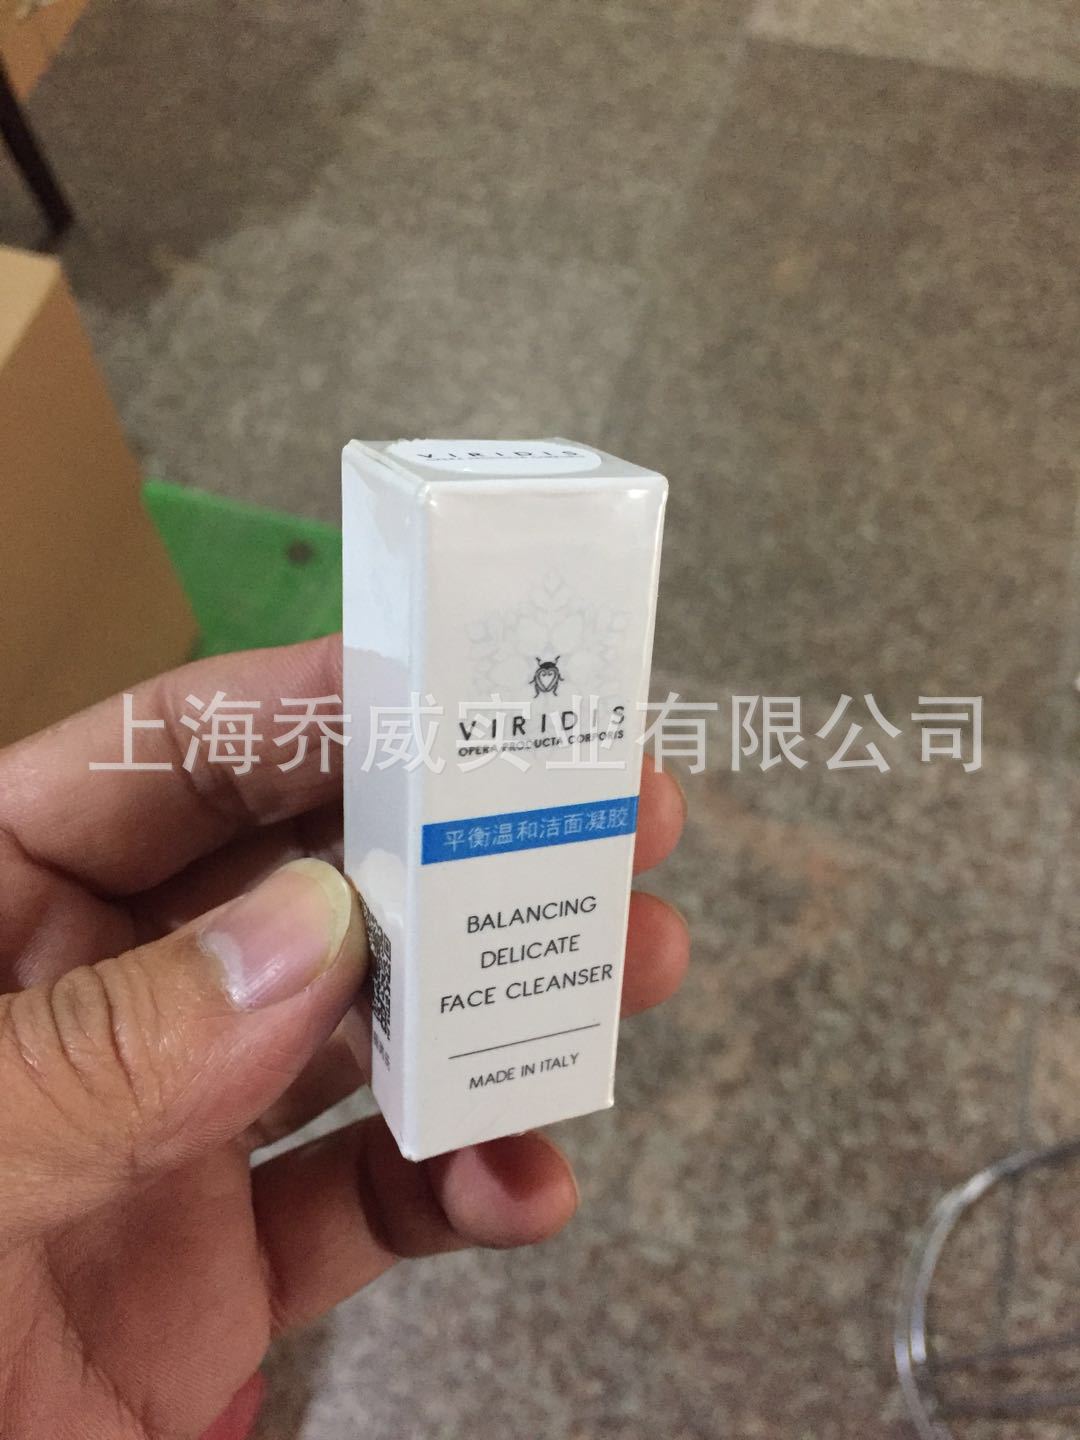 VIRIDIS
VIRIDIS
OPERA PRODUCTA CORPORIS
上海乔威实业有限公司
平衡温和洁面凝胶
BALANCING
DELICATE
FACE CLEANSER
MADE IN ITALY